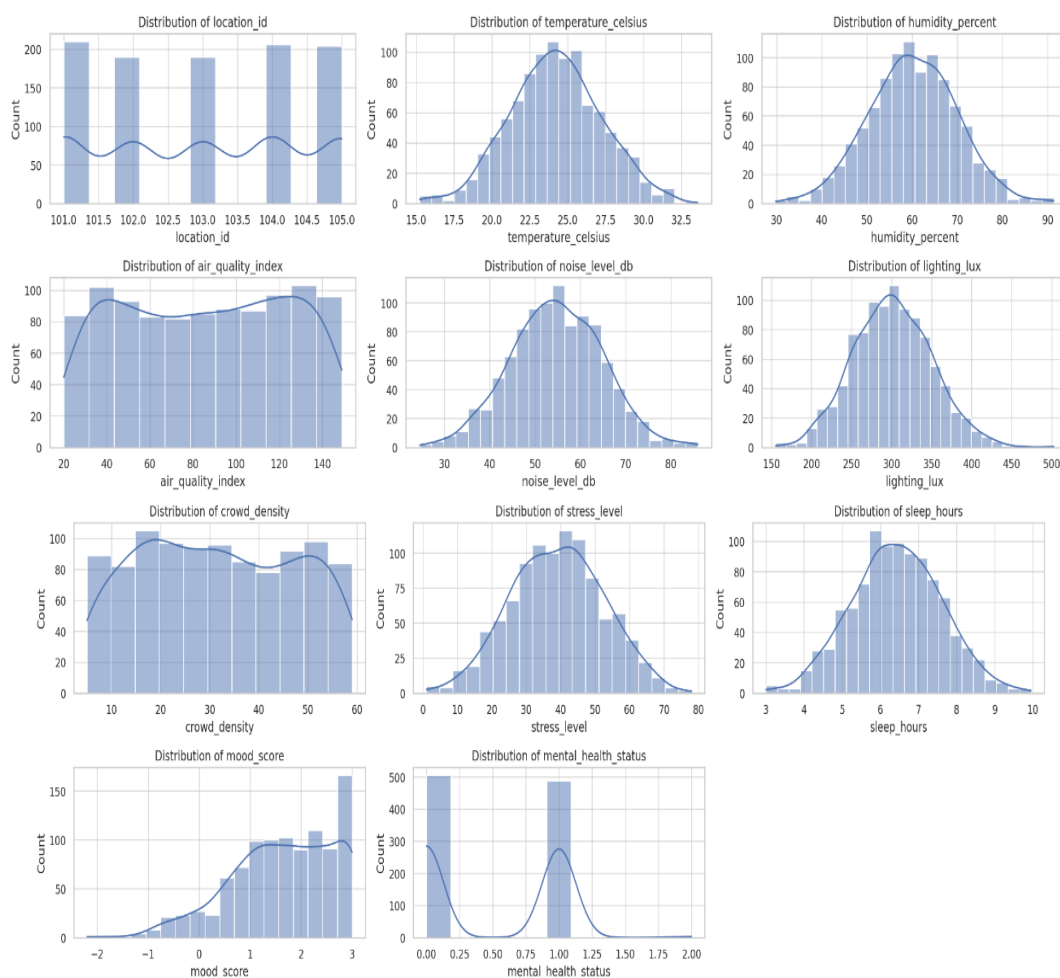 Distribution of location_id
Count
200
150
100
50
0
101.0 101.5 102.0 102.5 103.0 103.5 104.0 104.5 105.0
location_id
Distribution of temperature_celsius
Count
100
80
60
40
20
0
15.0 17.5 20.0 22.5 25.0 27.5 30.0 32.5
temperature_celsius
Distribution of humidity_percent
Count
100
80
60
40
20
0
30 40 50 60 70 80 90
humidity_percent
Distribution of air_quality_index
Count
100
80
60
40
20
0
20 40 60 80 100 120 140
air_quality_index
Distribution of noise_level_db
Count
100
80
60
40
20
0
30 40 50 60 70 80
noise_level_db
Distribution of lighting_lux
Count
100
80
60
40
20
0
150 200 250 300 350 400 450 500
lighting_lux
Distribution of crowd_density
Count
100
80
60
40
20
0
10 20 30 40 50 60
crowd_density
Distribution of stress_level
Count
100
75
50
25
0
0 10 20 30 40 50 60 70 80
stress_level
Distribution of sleep_hours
Count
100
80
60
40
20
0
3 4 5 6 7 8 9 10
sleep_hours
Distribution of mood_score
Count
150
100
50
0
−2 −1 0 1 2 3
mood_score
Distribution of mental_health_status
Count
500
400
300
200
100
0
0.00 0.25 0.50 0.75 1.00 1.25 1.50 1.75 2.00
mental_health_status